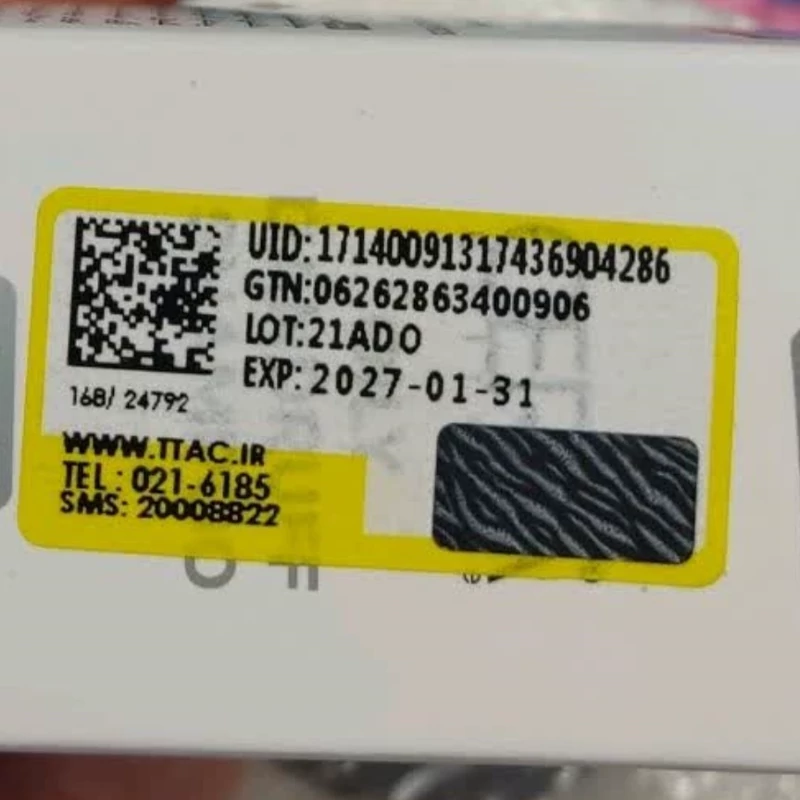 UID:17140091317436904286
GTN:06262863400906
LOT:21ADO
EXP:2027-01-31
168/ 24792
WWW.TTAC.IR
TEL : 021-6185
SMS: 20008822